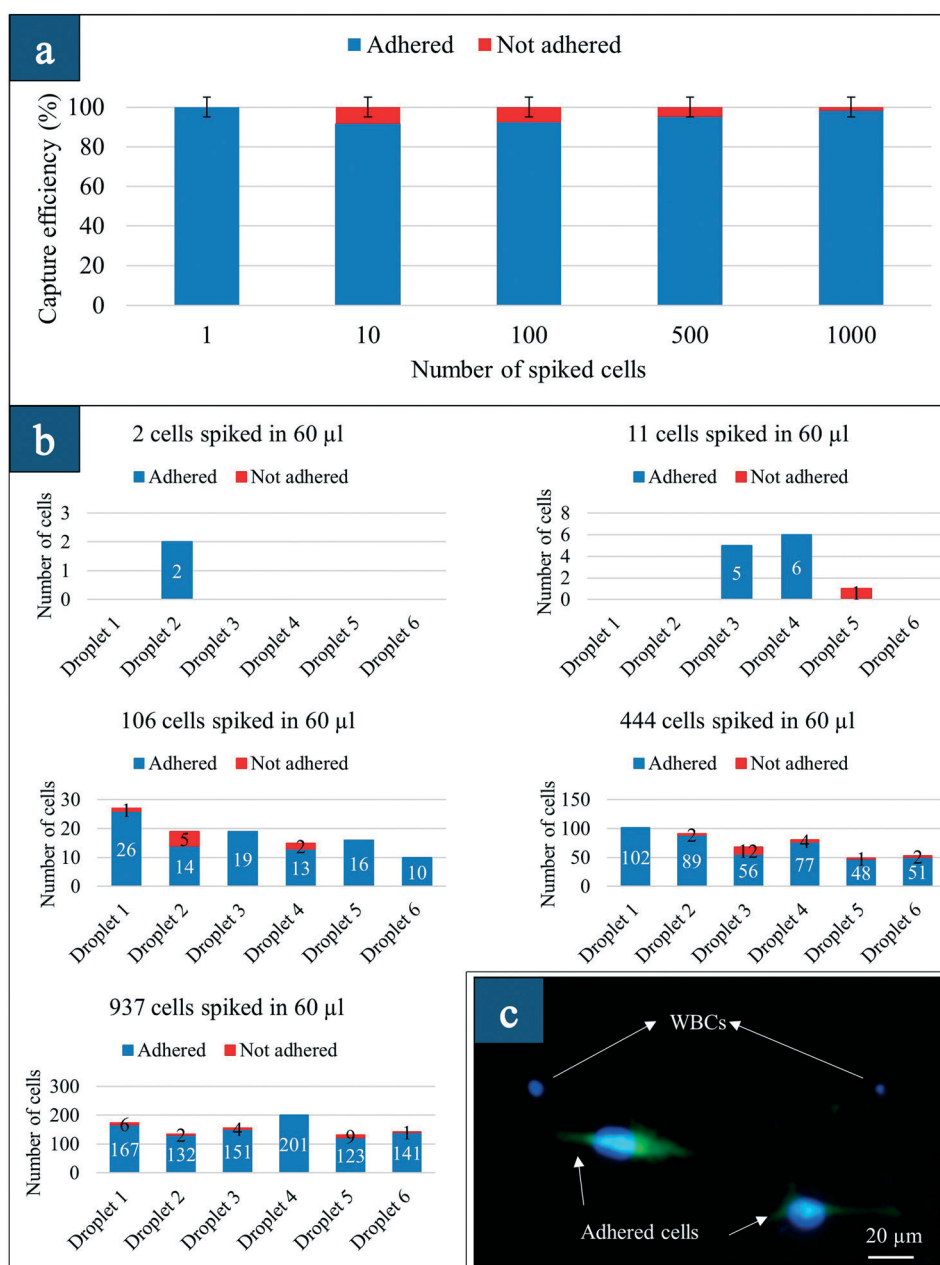 a
Adhered Not adhered
Capture efficiency (%)
100
80
60
40
20
0
1 10 100 500 1000
Number of spiked cells
b
2 cells spiked in 60 µl
Adhered Not adhered
Number of cells
3
2
1
0
2
Droplet 1 Droplet 2 Droplet 3 Droplet 4 Droplet 5 Droplet 6
11 cells spiked in 60 µl
Adhered Not adhered
Number of cells
8
6
4
2
0
5 6 1
Droplet 1 Droplet 2 Droplet 3 Droplet 4 Droplet 5 Droplet 6
106 cells spiked in 60 µl
Adhered Not adhered
Number of cells
30
20
10
0
1 5 2
26 14 19 13 16 10
Droplet 1 Droplet 2 Droplet 3 Droplet 4 Droplet 5 Droplet 6
444 cells spiked in 60 µl
Adhered Not adhered
Number of cells
150
100
50
0
2 12 4 1 2
102 89 56 77 48 51
Droplet 1 Droplet 2 Droplet 3 Droplet 4 Droplet 5 Droplet 6
937 cells spiked in 60 µl
Adhered Not adhered
Number of cells
300
200
100
0
6 2 4 9 1
167 132 151 201 123 141
Droplet 1 Droplet 2 Droplet 3 Droplet 4 Droplet 5 Droplet 6
c
WBCs
Adhered cells
20 µm